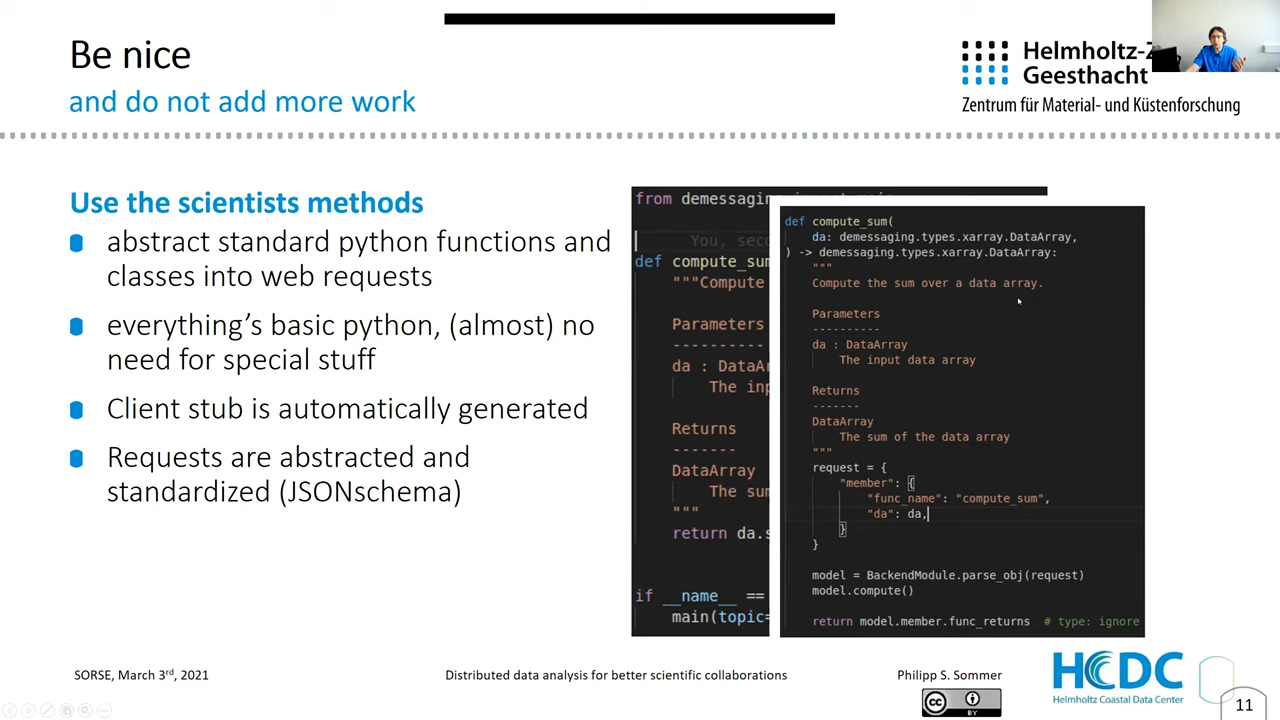 Be nice
and do not add more work
Helmholtz-Z
Geesthacht
Zentrum für Material- und Küstenforschung
Use the scientists methods
abstract standard python functions and
classes into web requests
everything's basic python, (almost) no
need for special stuff
Client stub is automatically generated
Requests are abstracted and
standardized (JSONschema)
from demessaging
You, seco
def compute_sum
"""Compute
Parameters
----------
da : DataA
The inp
Returns
-------
DataArray
The sum
"""
return da.s
if __name__ ==
main(topic=
def compute_sum(
da: demessaging.types.xarray.DataArray,
) -> demessaging.types.xarray.DataArray:
"""
Compute the sum over a data array.
Parameters
----------
da : DataArray
The input data array
Returns
-------
DataArray
The sum of the data array
"""
request = {
"member": {
"func_name": "compute_sum",
"da": da,
}
}
model = BackendModule.parse_obj(request)
model.compute()
return model.member.func_returns # type: ignore
SORSE, March 3rd, 2021
Distributed data analysis for better scientific collaborations
Philipp S. Sommer
cc BY
HCDC
Helmholtz Coastal Data Center
11